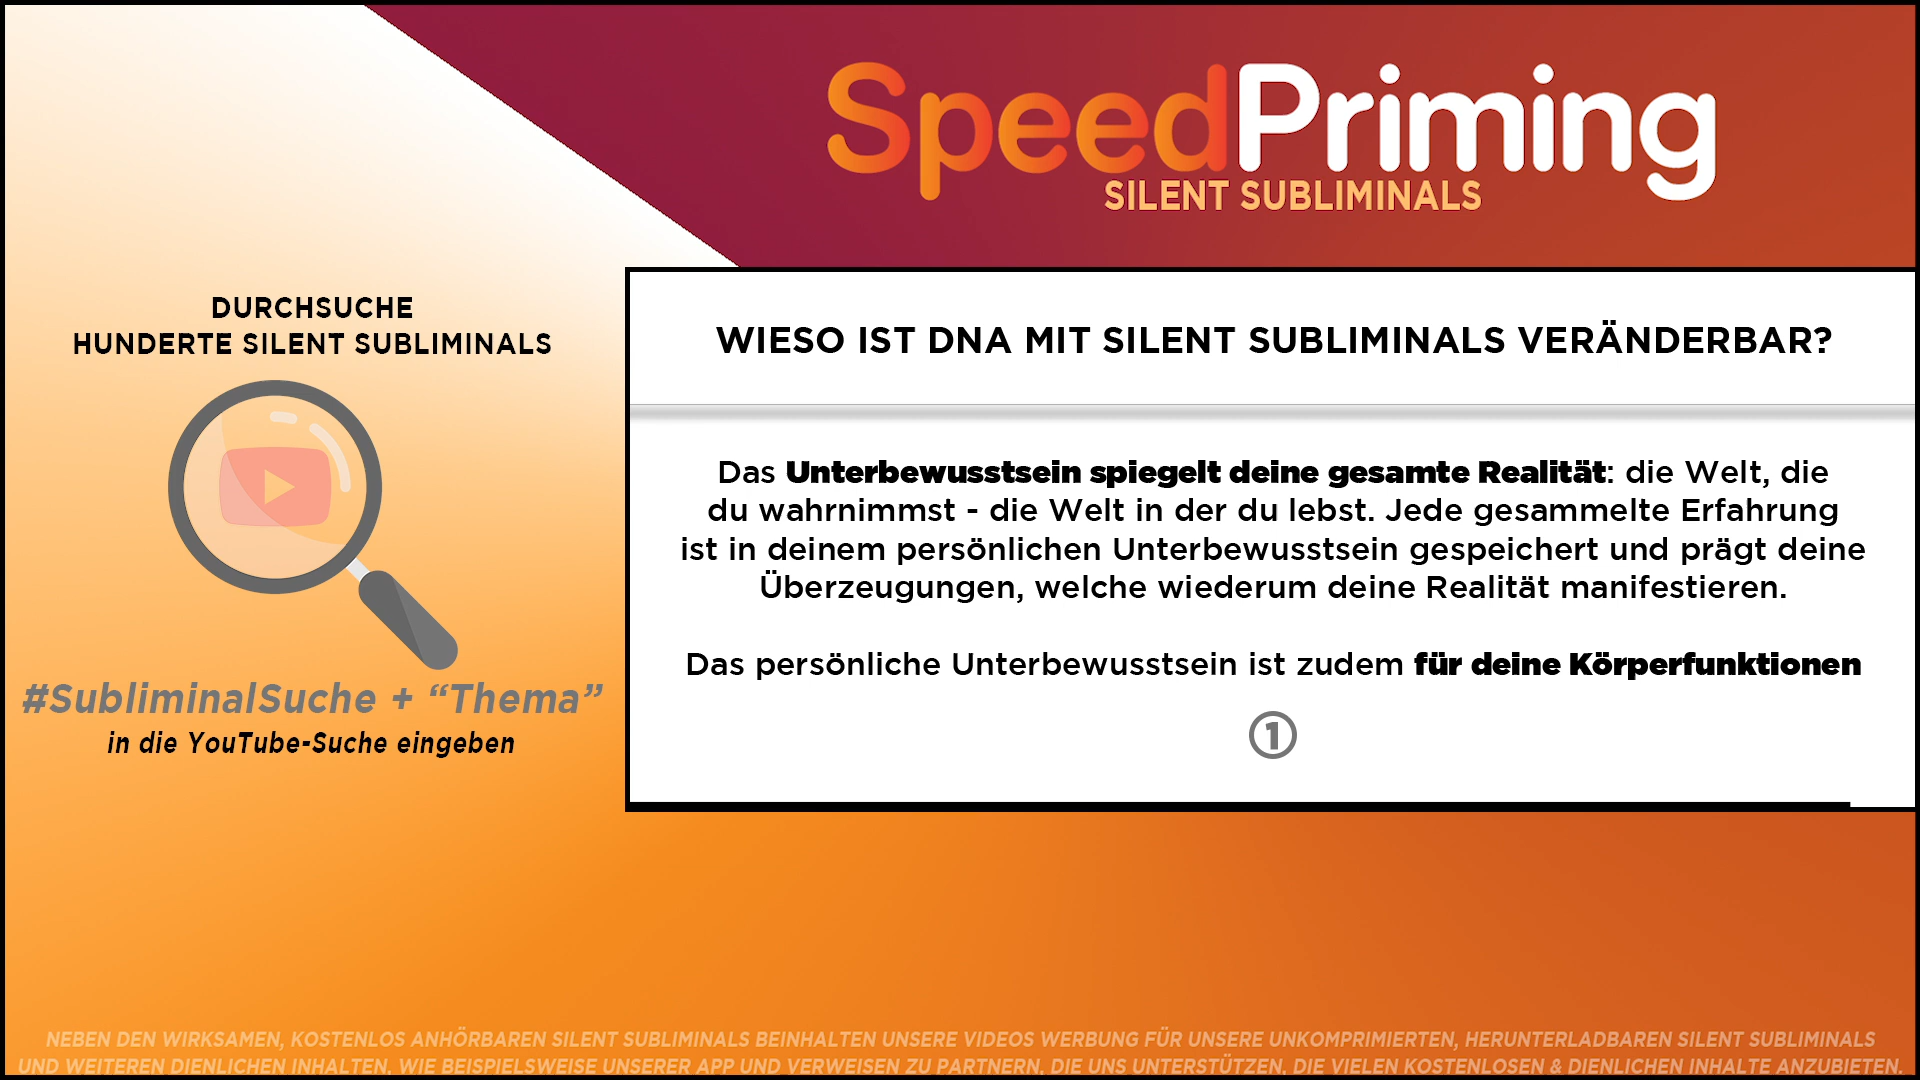 SpeedPriming
SILENT SUBLIMINALS
DURCHSUCHE
HUNDERTE SILENT SUBLIMINALS
#SubliminalSuche + “Thema”
in die YouTube-Suche eingeben
WIESO IST DNA MIT SILENT SUBLIMINALS VERÄNDERBAR?
Das Unterbewusstsein spiegelt deine gesamte Realität: die Welt, die
du wahrnimmst - die Welt in der du lebst. Jede gesammelte Erfahrung
ist in deinem persönlichen Unterbewusstsein gespeichert und prägt deine
Überzeugungen, welche wiederum deine Realität manifestieren.
Das persönliche Unterbewusstsein ist zudem für deine Körperfunktionen
①
NEBEN DEN WIRKSAMEN, KOSTENLOS ANHÖRBAREN SILENT SUBLIMINALS BEINHALTEN UNSERE VIDEOS WERBUNG FÜR UNSERE UNKOMPRIMIERTEN, HERUNTERLADBAREN SILENT SUBLIMINALS
UND WEITEREN DIENLICHEN INHALTEN, WIE BEISPIELSWEISE UNSERER APP UND VERWEISEN ZU PARTNERN, DIE UNS UNTERSTÜTZEN, DIE VIELEN KOSTENLOSEN & DIENLICHEN INHALTE ANZUBIETEN.